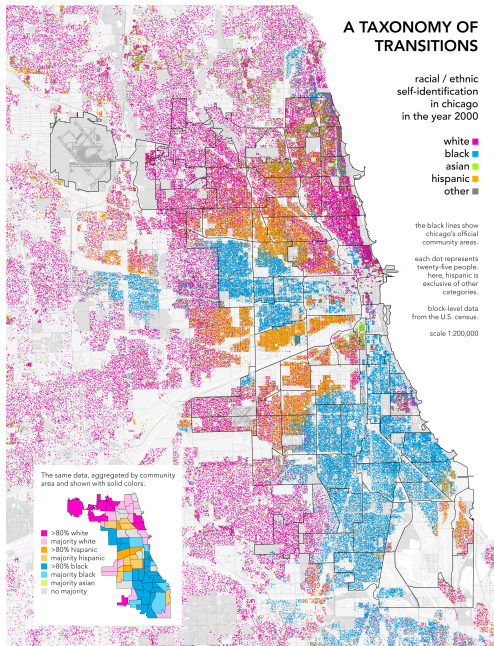 A TAXONOMY OF
TRANSITIONS
racial / ethnic
self-identification
in chicago
in the year 2000
white
black
asian
hispanic
other
the black lines show
chicago's official
community areas.
each dot represents
twenty-five people.
here, hispanic is
exclusive of other
categories.
block-level data
from the U.S. census.
scale 1:200,000
The same data, aggregated by community
area and shown with solid colors.
>80% white
majority white
>80% hispanic
majority hispanic
>80% black
majority black
majority asian
no majority